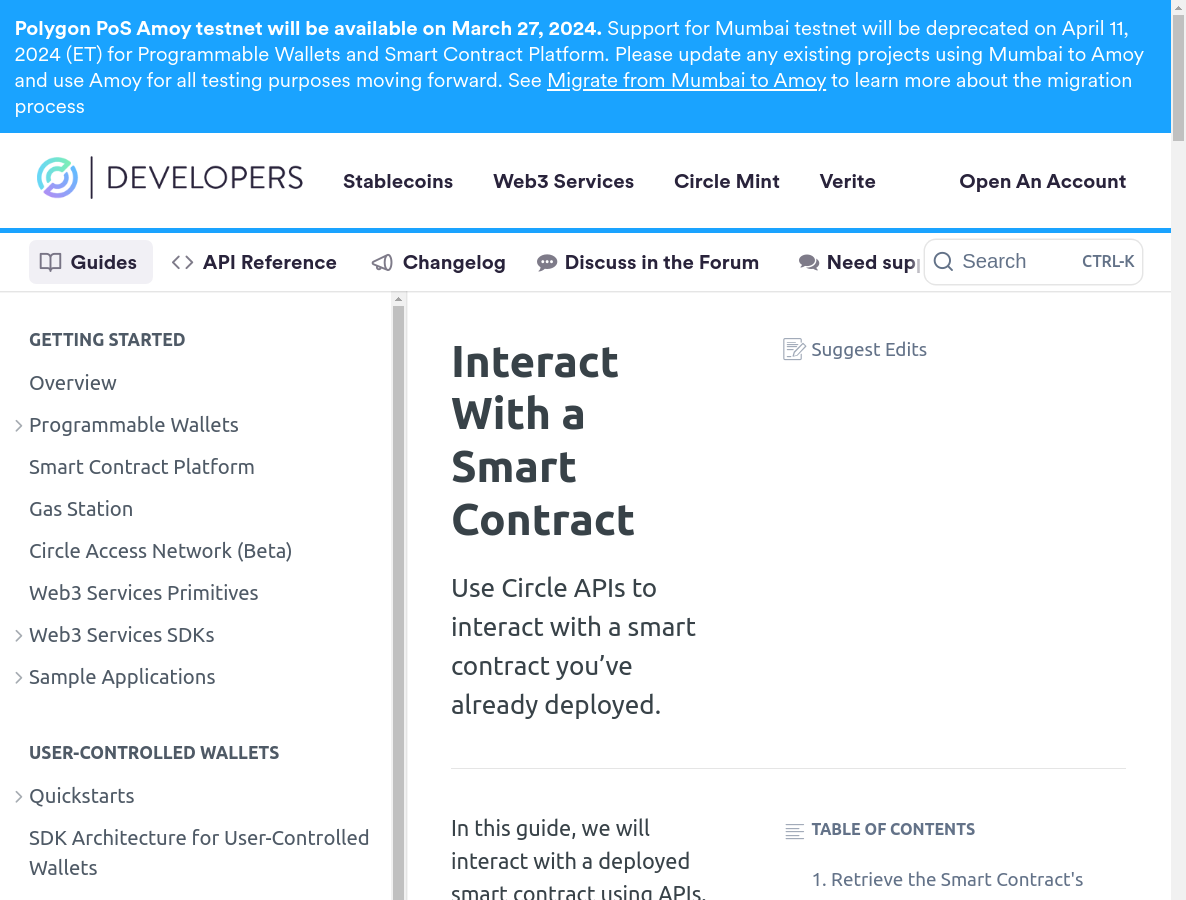 Polygon PoS Amoy testnet will be available on March 27, 2024. Support for Mumbai testnet will be deprecated on April 11,
2024 (ET) for Programmable Wallets and Smart Contract Platform. Please update any existing projects using Mumbai to Amoy
and use Amoy for all testing purposes moving forward. See Migrate from Mumbai to Amoy to learn more about the migration
process
DEVELOPERS Stablecoins Web3 Services Circle Mint Verite Open An Account
Guides API Reference Changelog Discuss in the Forum Need sup Search CTRL-K
GETTING STARTED
Overview
Programmable Wallets
Smart Contract Platform
Gas Station
Circle Access Network (Beta)
Web3 Services Primitives
Web3 Services SDKs
Sample Applications
USER-CONTROLLED WALLETS
Quickstarts
SDK Architecture for User-Controlled
Wallets
Interact
With a
Smart
Contract
Suggest Edits
Use Circle APIs to
interact with a smart
contract you’ve
already deployed.
In this guide, we will
interact with a deployed
smart contract using APIs.
TABLE OF CONTENTS
1. Retrieve the Smart Contract's